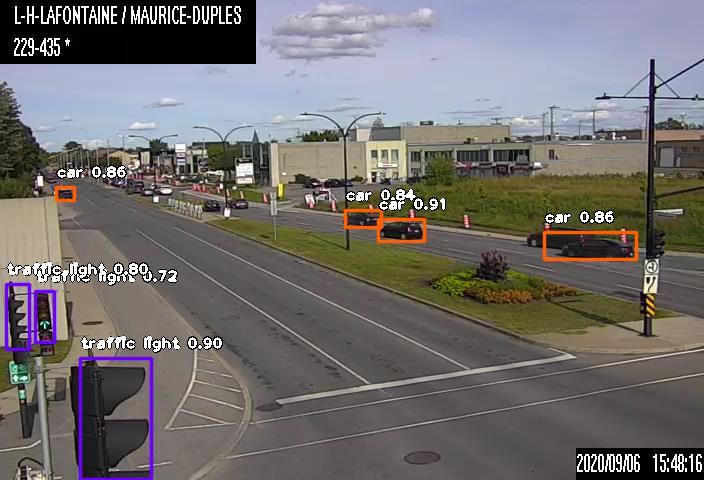 L-H-LAFONTAINE / MAURICE-DUPLES
229-435 *
car 0.86
car 0.84
car 0.91
car 0.86
traffic light 0.80
traffic light 0.72
traffic light 0.90
2020/09/06 15:48:16